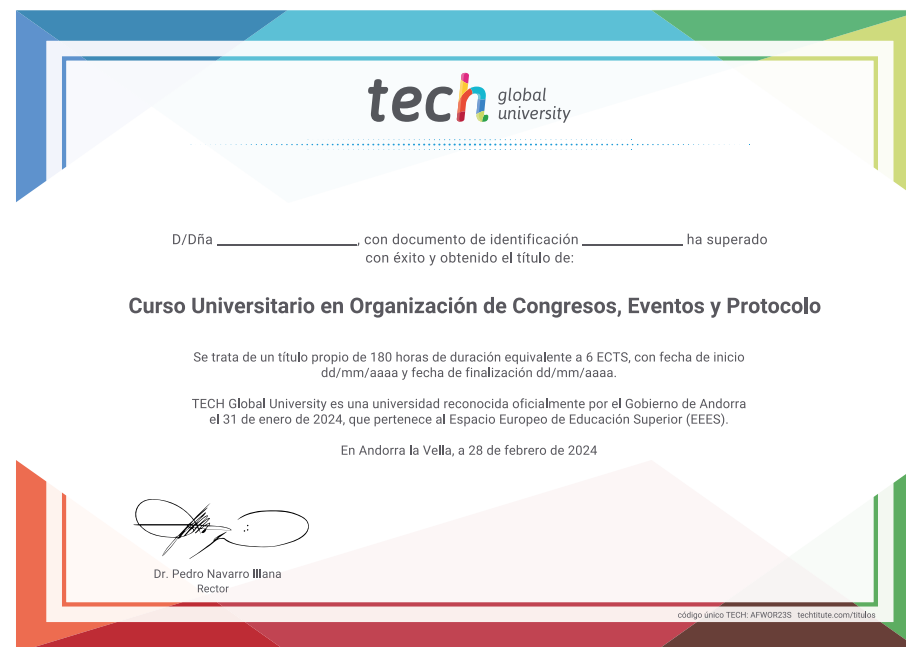 tech global university
D/Dña ____________________, con documento de identificación ______________ ha superado
con éxito y obtenido el título de:
Curso Universitario en Organización de Congresos, Eventos y Protocolo
Se trata de un título propio de 180 horas de duración equivalente a 6 ECTS, con fecha de inicio
dd/mm/aaaa y fecha de finalización dd/mm/aaaa.
TECH Global University es una universidad reconocida oficialmente por el Gobierno de Andorra
el 31 de enero de 2024, que pertenece al Espacio Europeo de Educación Superior (EEES).
En Andorra la Vella, a 28 de febrero de 2024
Dr. Pedro Navarro Illana
Rector
código único TECH: AFWOR23S techtitute.com/titulos